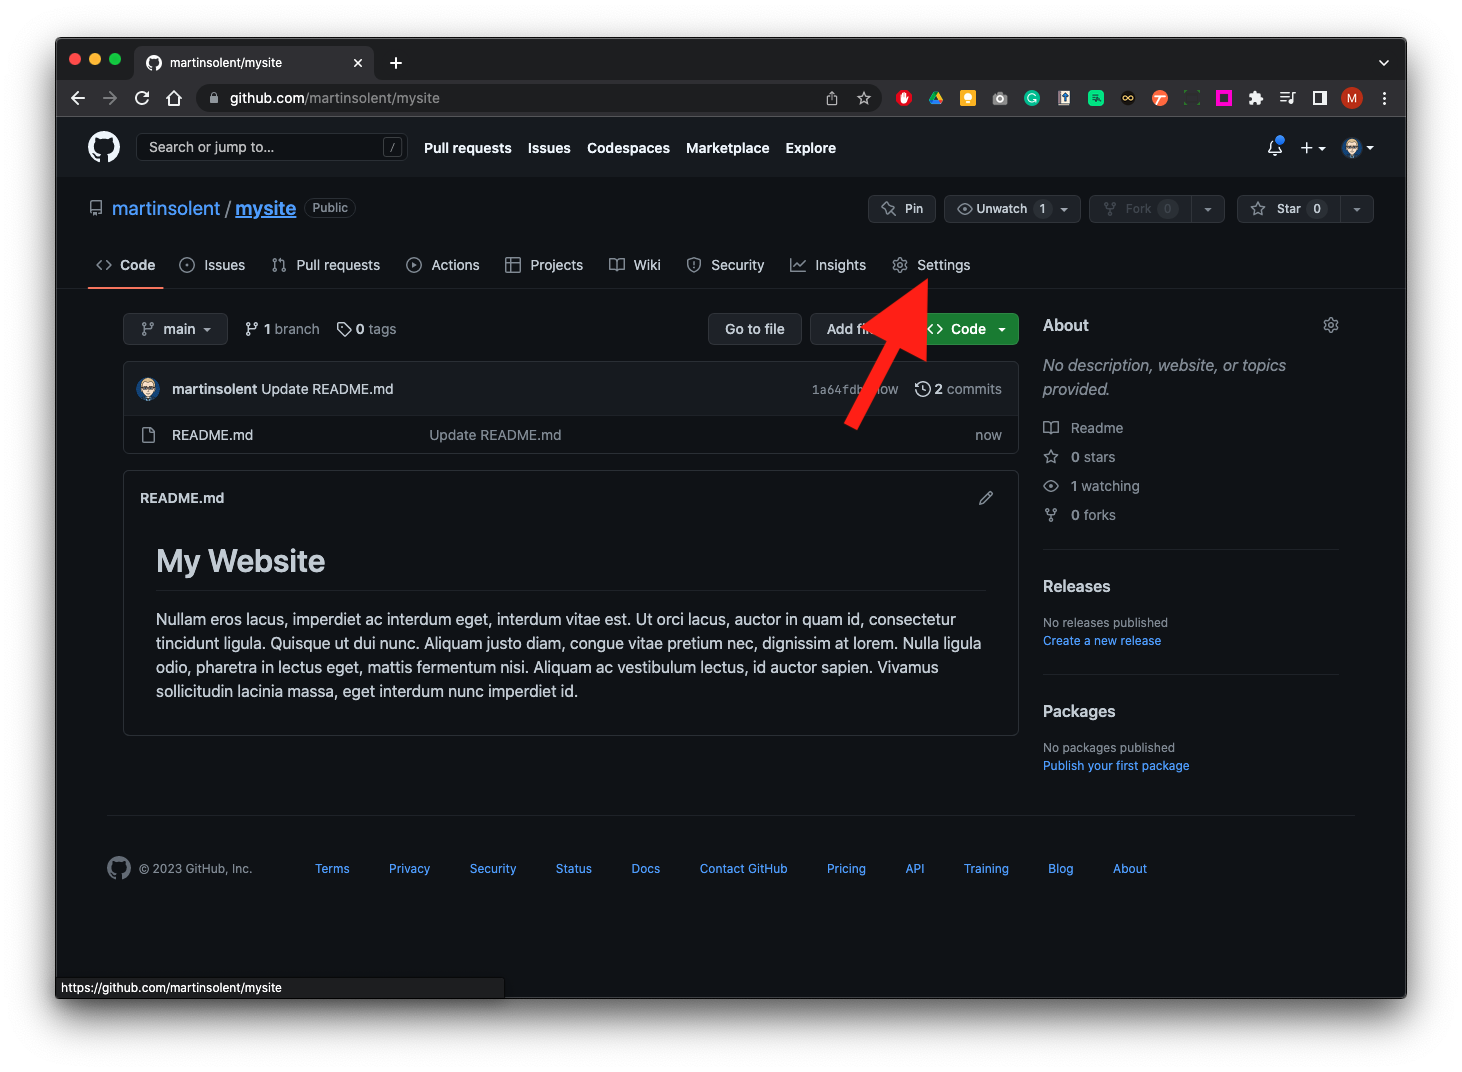 martinsolent/mysite
github.com/martinsolent/mysite
M
Search or jump to... /
Pull requests Issues Codespaces Marketplace Explore
martinsolent / mysite Public
Pin Unwatch 1 Fork 0 Star 0
Code Issues Pull requests Actions Projects Wiki Security Insights Settings
main 1 branch 0 tags Go to file Add Code
martinsolent Update README.md 2 commits
README.md Update README.md now
README.md
My Website
Nullam eros lacus, imperdiet ac interdum eget, interdum vitae est. Ut orci lacus, auctor in quam id, consectetur
tincidunt ligula. Quisque ut dui nunc. Aliquam justo diam, congue vitae pretium nec, dignissim at lorem. Nulla ligula
odio, pharetra in lectus eget, mattis fermentum nisi. Aliquam ac vestibulum lectus, id auctor sapien. Vivamus
sollicitudin lacinia massa, eget interdum nunc imperdiet id.
About
No description, website, or topics
provided.
Readme
0 stars
1 watching
0 forks
Releases
No releases published
Create a new release
Packages
No packages published
Publish your first package
© 2023 GitHub, Inc. Terms Privacy Security Status Docs Contact GitHub Pricing API Training Blog About
https://github.com/martinsolent/mysite